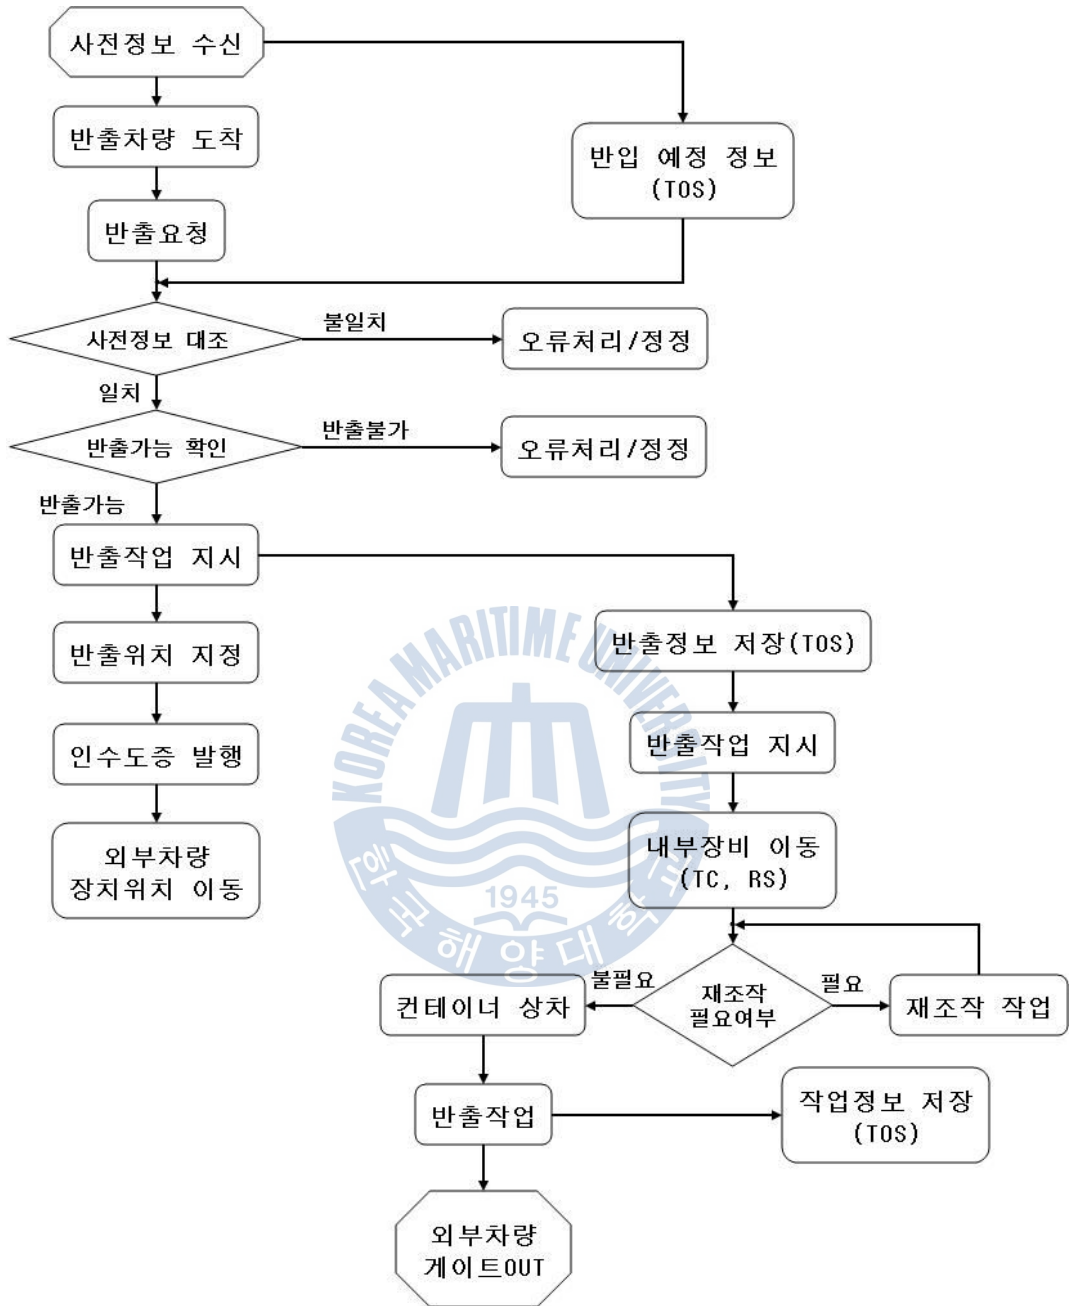 사전정보 수신
반출차량 도착
반입 예정 정보
(TOS)
반출요청
사전정보 대조
불일치
오류처리/정정
일치
반출가능 확인
반출불가
오류처리/정정
반출가능
반출작업 지시
반출위치 지정
인수도증 발행
외부차량
장치위치 이동
반출정보 저장(TOS)
반출작업 지시
내부장비 이동
(TC, RS)
재조작
필요여부
불필요
필요
컨테이너 상차
재조작 작업
반출작업
작업정보 저장
(TOS)
외부차량
게이트OUT
KOREA MARITIME UNIVERSITY
1945
한국해양대학교